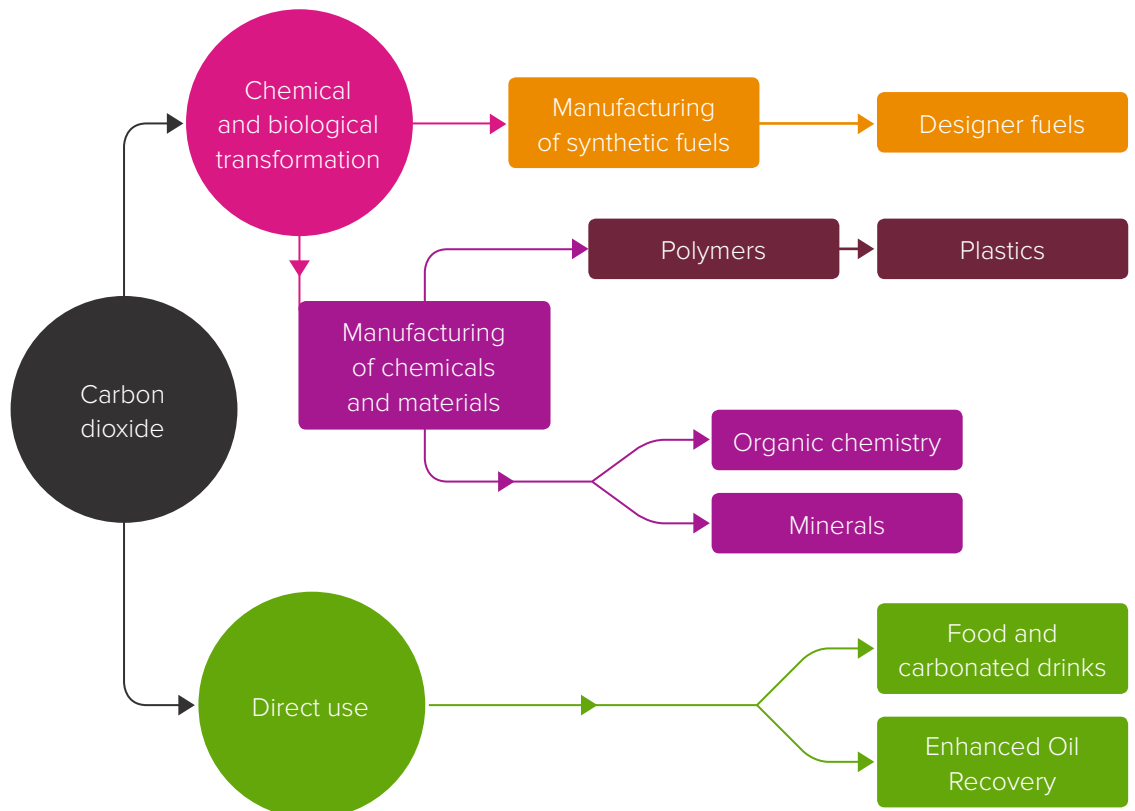 Chemical
and biological
transformation
Manufacturing
of synthetic fuels
Designer fuels
Polymers
Plastics
Manufacturing
of chemicals
and materials
Carbon
dioxide
Organic chemistry
Minerals
Direct use
Food and
carbonated drinks
Enhanced Oil
Recovery